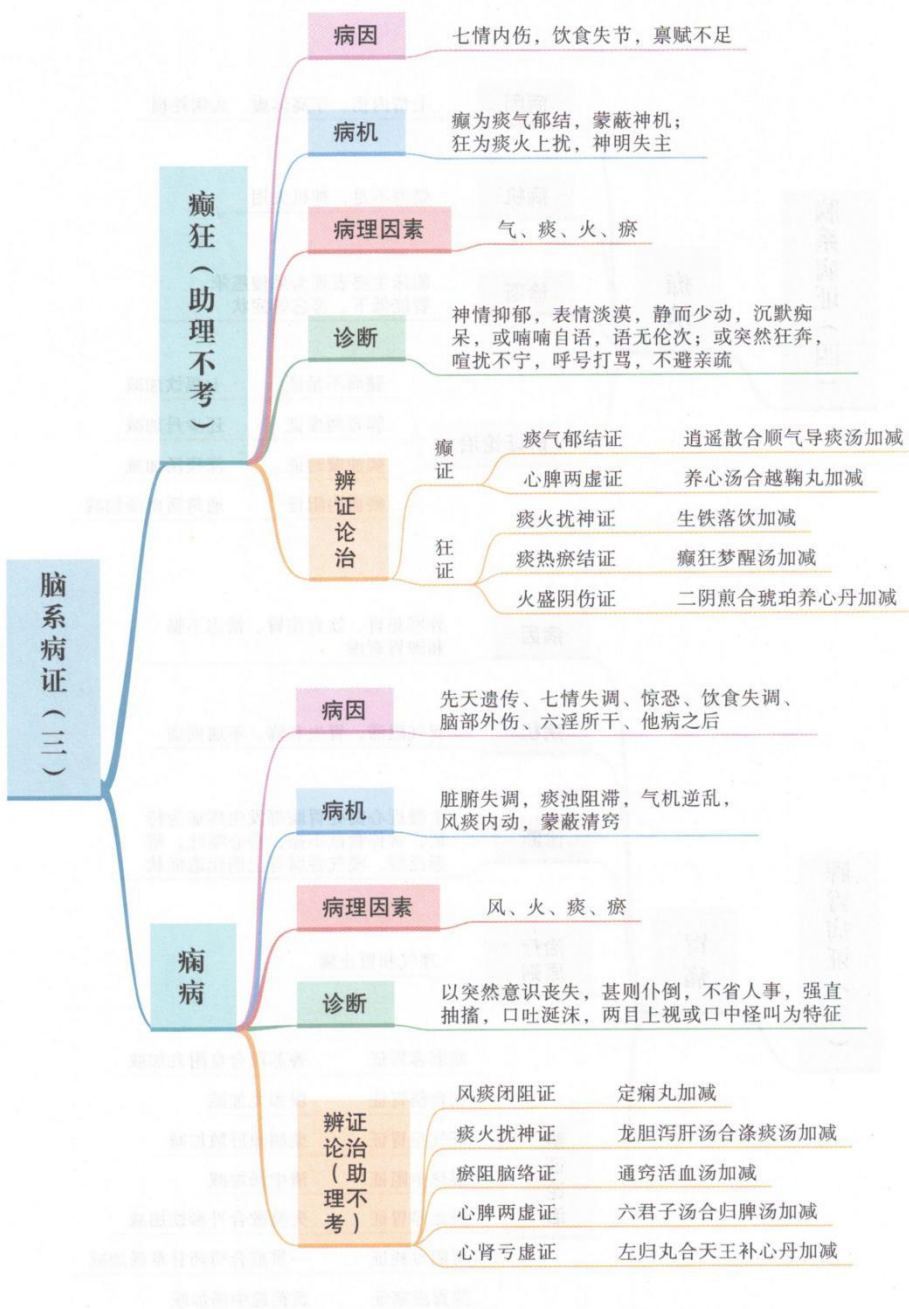 脑系病证（三）
癫狂（助理不考）
病因
七情内伤，饮食失节，禀赋不足
病机
癫为痰气郁结，蒙蔽神机；
狂为痰火上扰，神明失主
病理因素
气、痰、火、瘀
诊断
神情抑郁，表情淡漠，静而少动，沉默痴
呆，或喃喃自语，语无伦次；或突然狂奔，
喧扰不宁，呼号打骂，不避亲疏
辨证论治
癫证
痰气郁结证 逍遥散合顺气导痰汤加减
心脾两虚证 养心汤合越鞠丸加减
狂证
痰火扰神证 生铁落饮加减
痰热瘀结证 癫狂梦醒汤加减
火盛阴伤证 二阴煎合琥珀养心丹加减
痫病
病因
先天遗传、七情失调、惊恐、饮食失调、
脑部外伤、六淫所干、他病之后
病机
脏腑失调，痰浊阻滞，气机逆乱，
风痰内动，蒙蔽清窍
病理因素
风、火、痰、瘀
诊断
以突然意识丧失，甚则仆倒，不省人事，强直
抽搐，口吐涎沫，两目上视或口中怪叫为特征
辨证
论治
（助
理不
考）
风痰闭阻证 定痫丸加减
痰火扰神证 龙胆泻肝汤合涤痰汤加减
瘀阻脑络证 通窍活血汤加减
心脾两虚证 六君子汤合归脾汤加减
心肾亏虚证 左归丸合天王补心丹加减